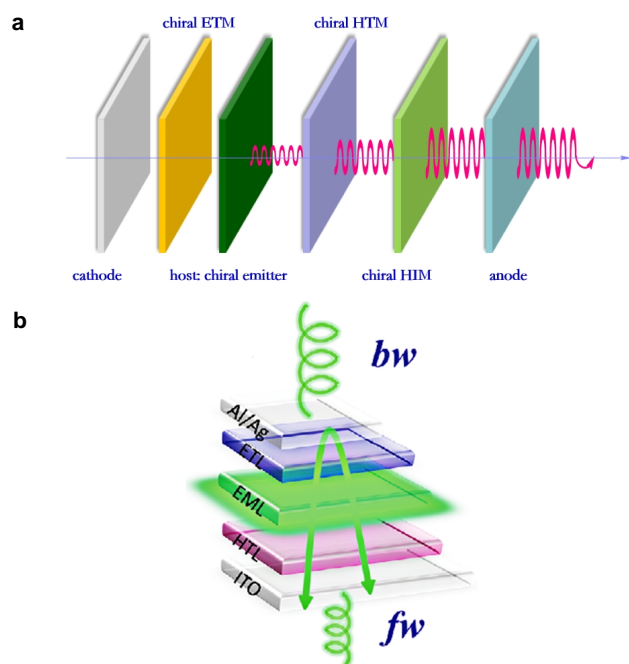 a
chiral ETM
chiral HTM
cathode
host: chiral emitter
chiral HIM
anode
b
bw
Al/Ag
ETL
EML
HTL
ITO
fw